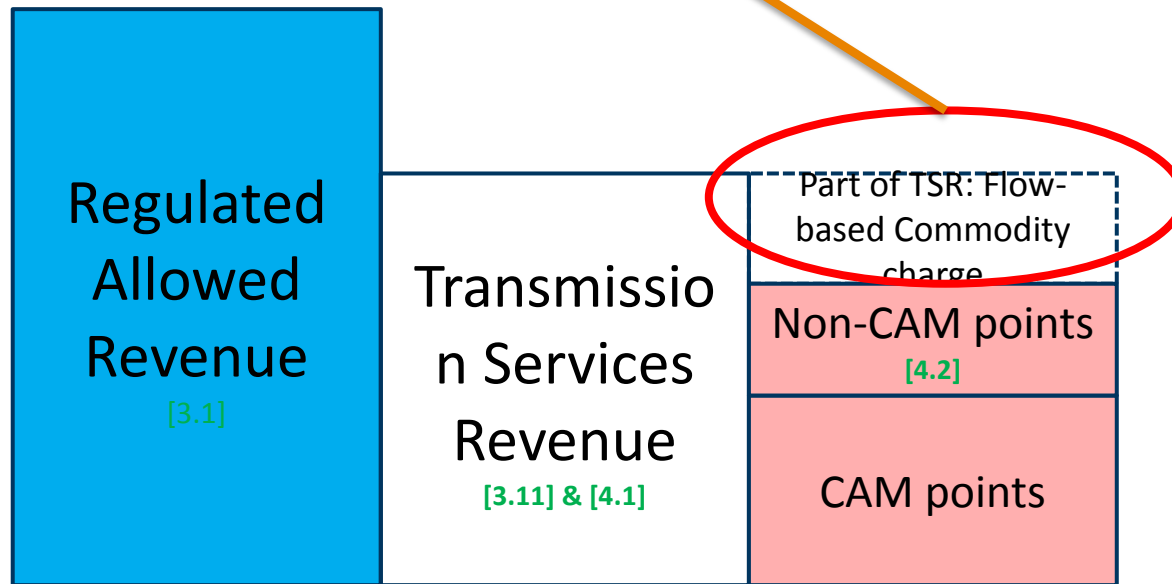 Regulated
Allowed
Revenue
[3.1]
Transmissio
n Services
Revenue
[3.11] & [4.1]
Part of TSR: Flow-
based Commodity
charge
Non-CAM points
[4.2]
CAM points